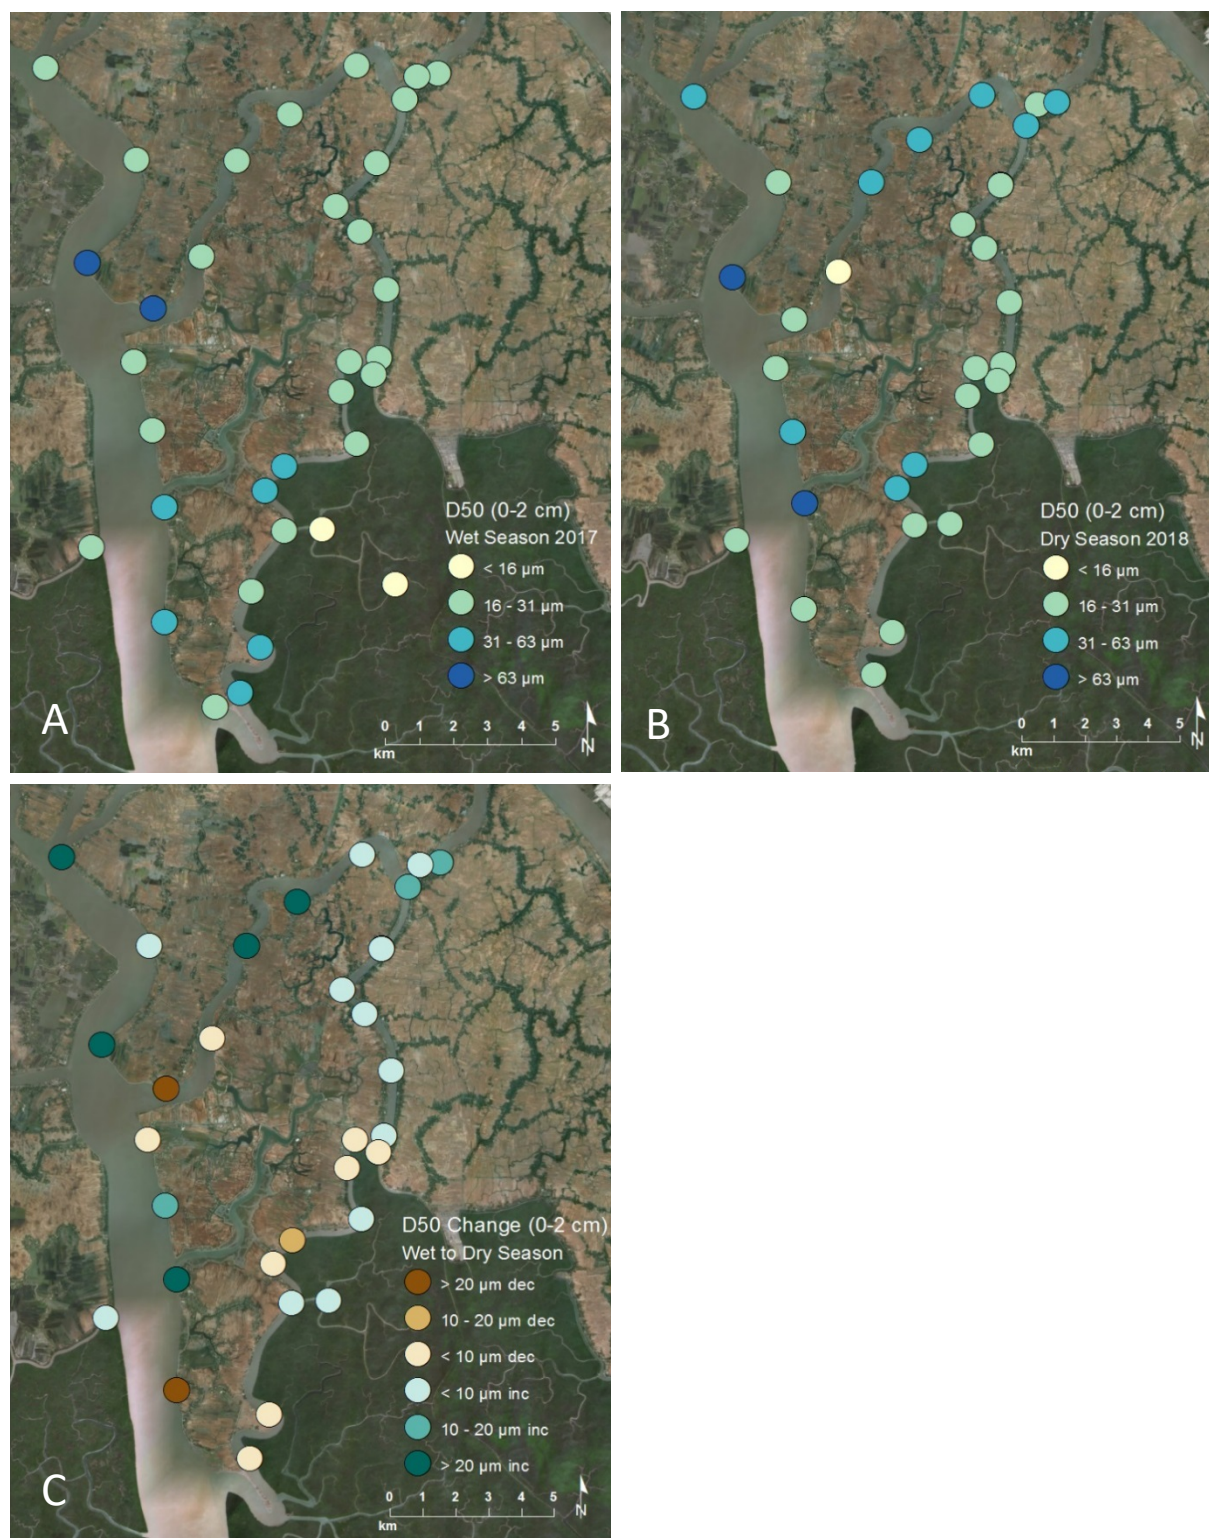 D50 (0-2 cm)
Wet Season 2017
< 16 µm
16 - 31 µm
31 - 63 µm
> 63 µm
0 1 2 3 4 5
km
N
A
D50 (0-2 cm)
Dry Season 2018
< 16 µm
16 - 31 µm
31 - 63 µm
> 63 µm
0 1 2 3 4 5
km
N
B
D50 Change (0-2 cm)
Wet to Dry Season
> 20 µm dec
10 - 20 µm dec
< 10 µm dec
< 10 µm inc
10 - 20 µm inc
> 20 µm inc
0 1 2 3 4 5
km
N
C